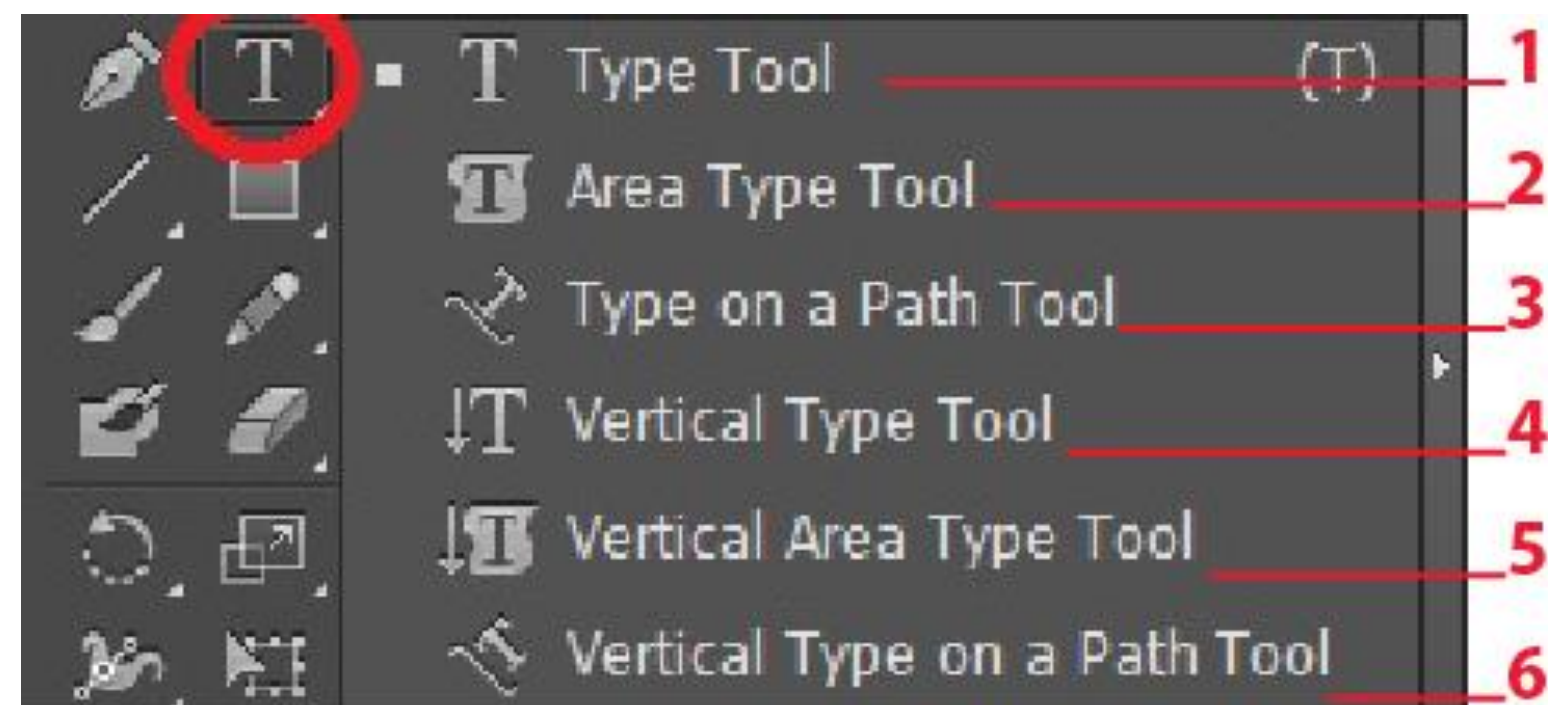 Type Tool (T) 1
Area Type Tool 2
Type on a Path Tool 3
Vertical Type Tool 4
Vertical Area Type Tool 5
Vertical Type on a Path Tool 6